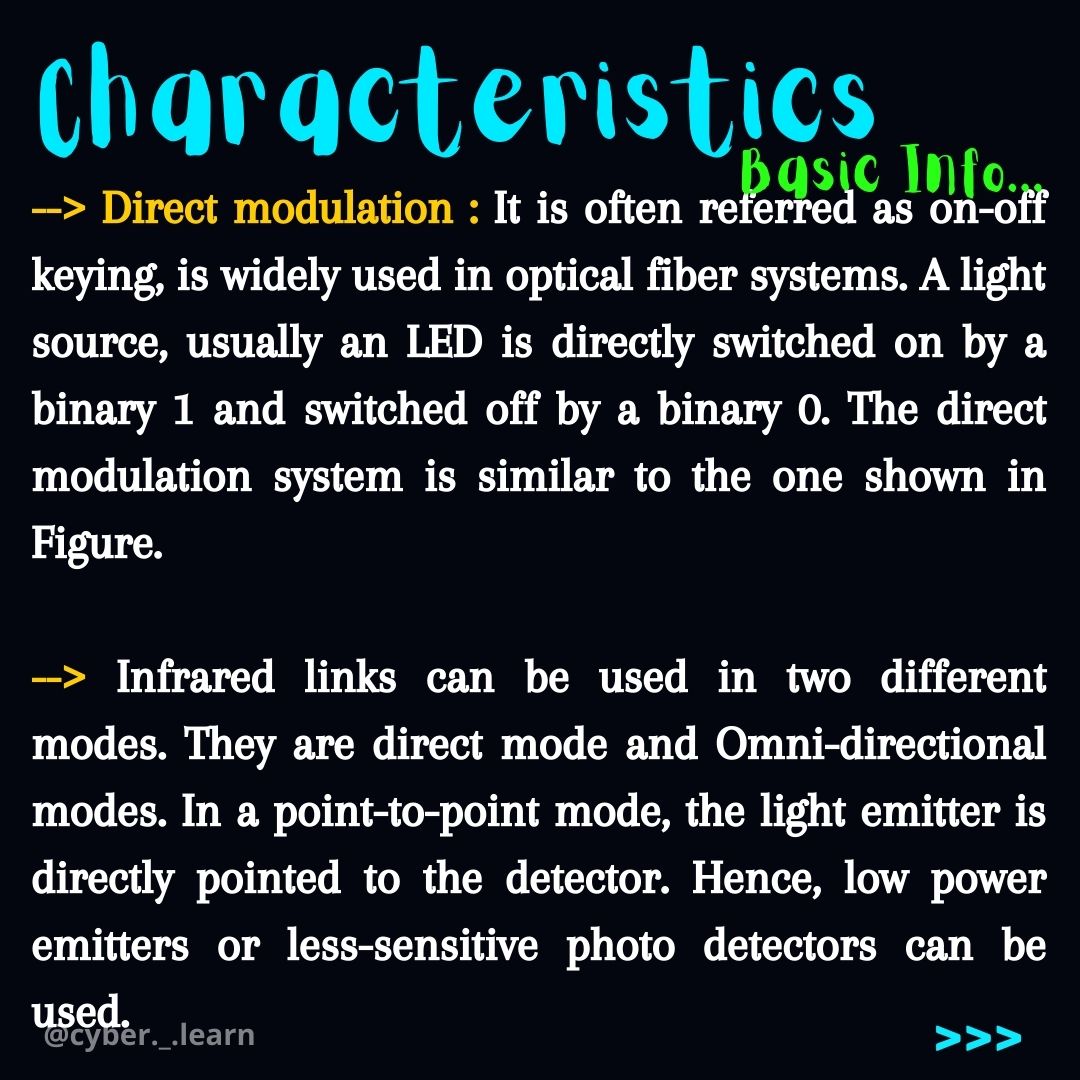 Characteristics
Basic Info...
--> Direct modulation : It is often referred as on-off
keying, is widely used in optical fiber systems. A light
source, usually an LED is directly switched on by a
binary 1 and switched off by a binary 0. The direct
modulation system is similar to the one shown in
Figure.
--> Infrared links can be used in two different
modes. They are direct mode and Omni-directional
modes. In a point-to-point mode, the light emitter is
directly pointed to the detector. Hence, low power
emitters or less-sensitive photo detectors can be
used.
@cyber._.learn
>>>